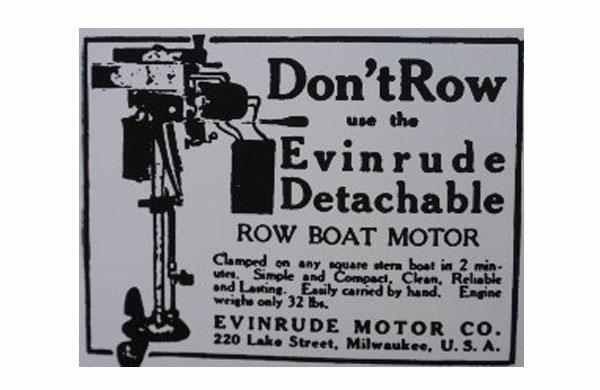 Don't Row
use the
Evinrude
Detachable
ROW BOAT MOTOR
Clamped on any square stern boat in 2 min-
utes. Simple and Compact, Clean, Reliable
and Lasting. Easily carried by hand. Engine
weighs only 32 lbs.
EVINRUDE MOTOR CO.
220 Lake Street, Milwaukee, U. S. A.